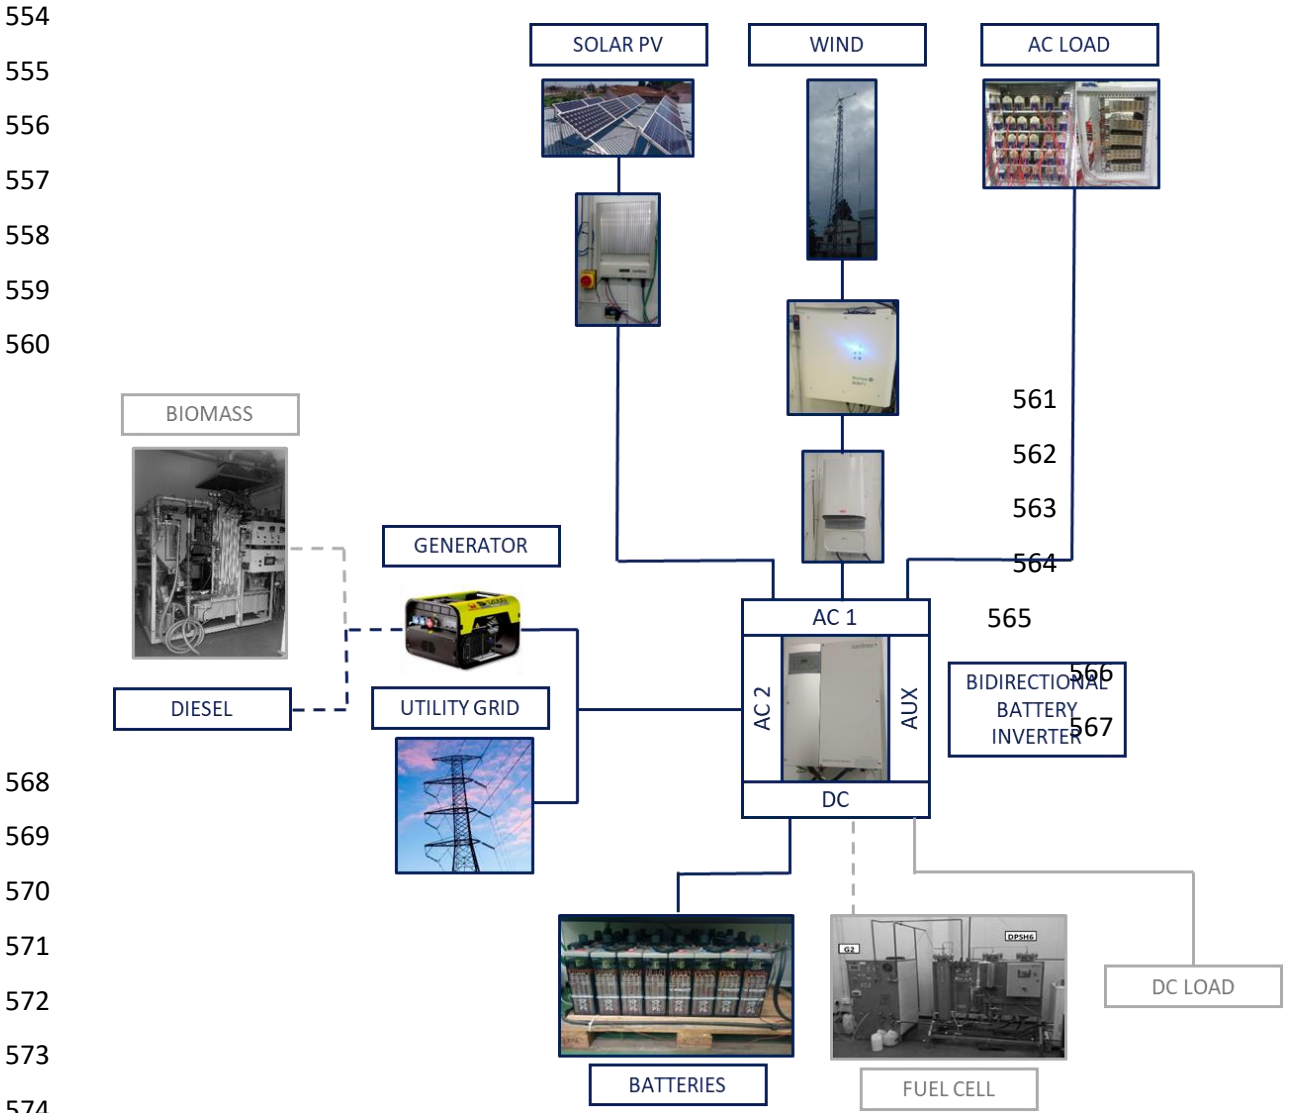 554
SOLAR PV
WIND
AC LOAD
555
556
557
558
559
560
561
BIOMASS
562
563
GENERATOR
564
AC 1
565
566
BIDIRECTIONAL
BATTERY
INVERTER
567
AC 2
AUX
DIESEL
UTILITY GRID
568
DC
569
570
571
G2
DPSH6
572
DC LOAD
573
BATTERIES
FUEL CELL
574